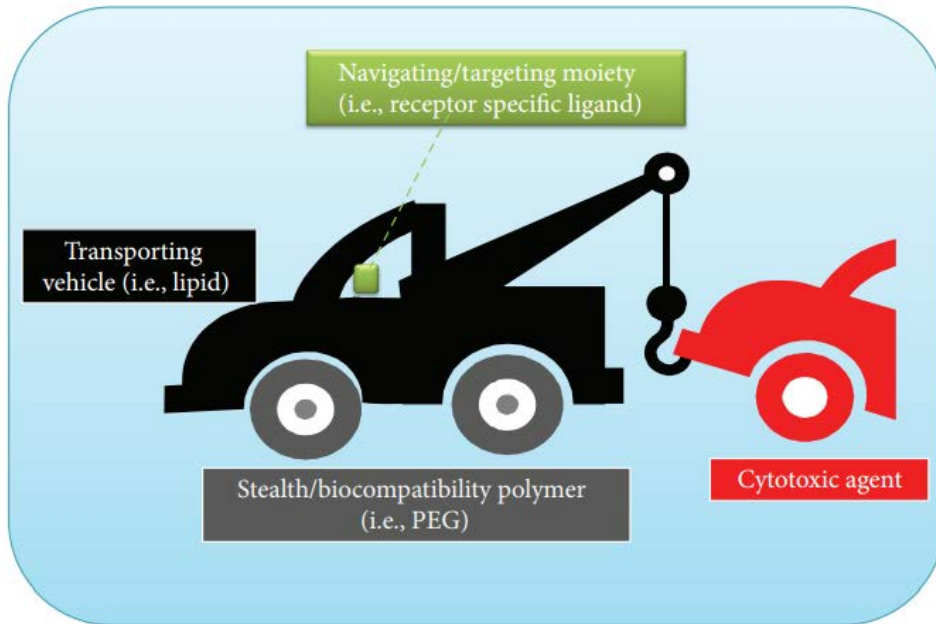 Navigating/targeting moiety
(i.e., receptor specific ligand)
Transporting
vehicle (i.e., lipid)
Stealth/biocompatibility polymer
(i.e., PEG)
Cytotoxic agent